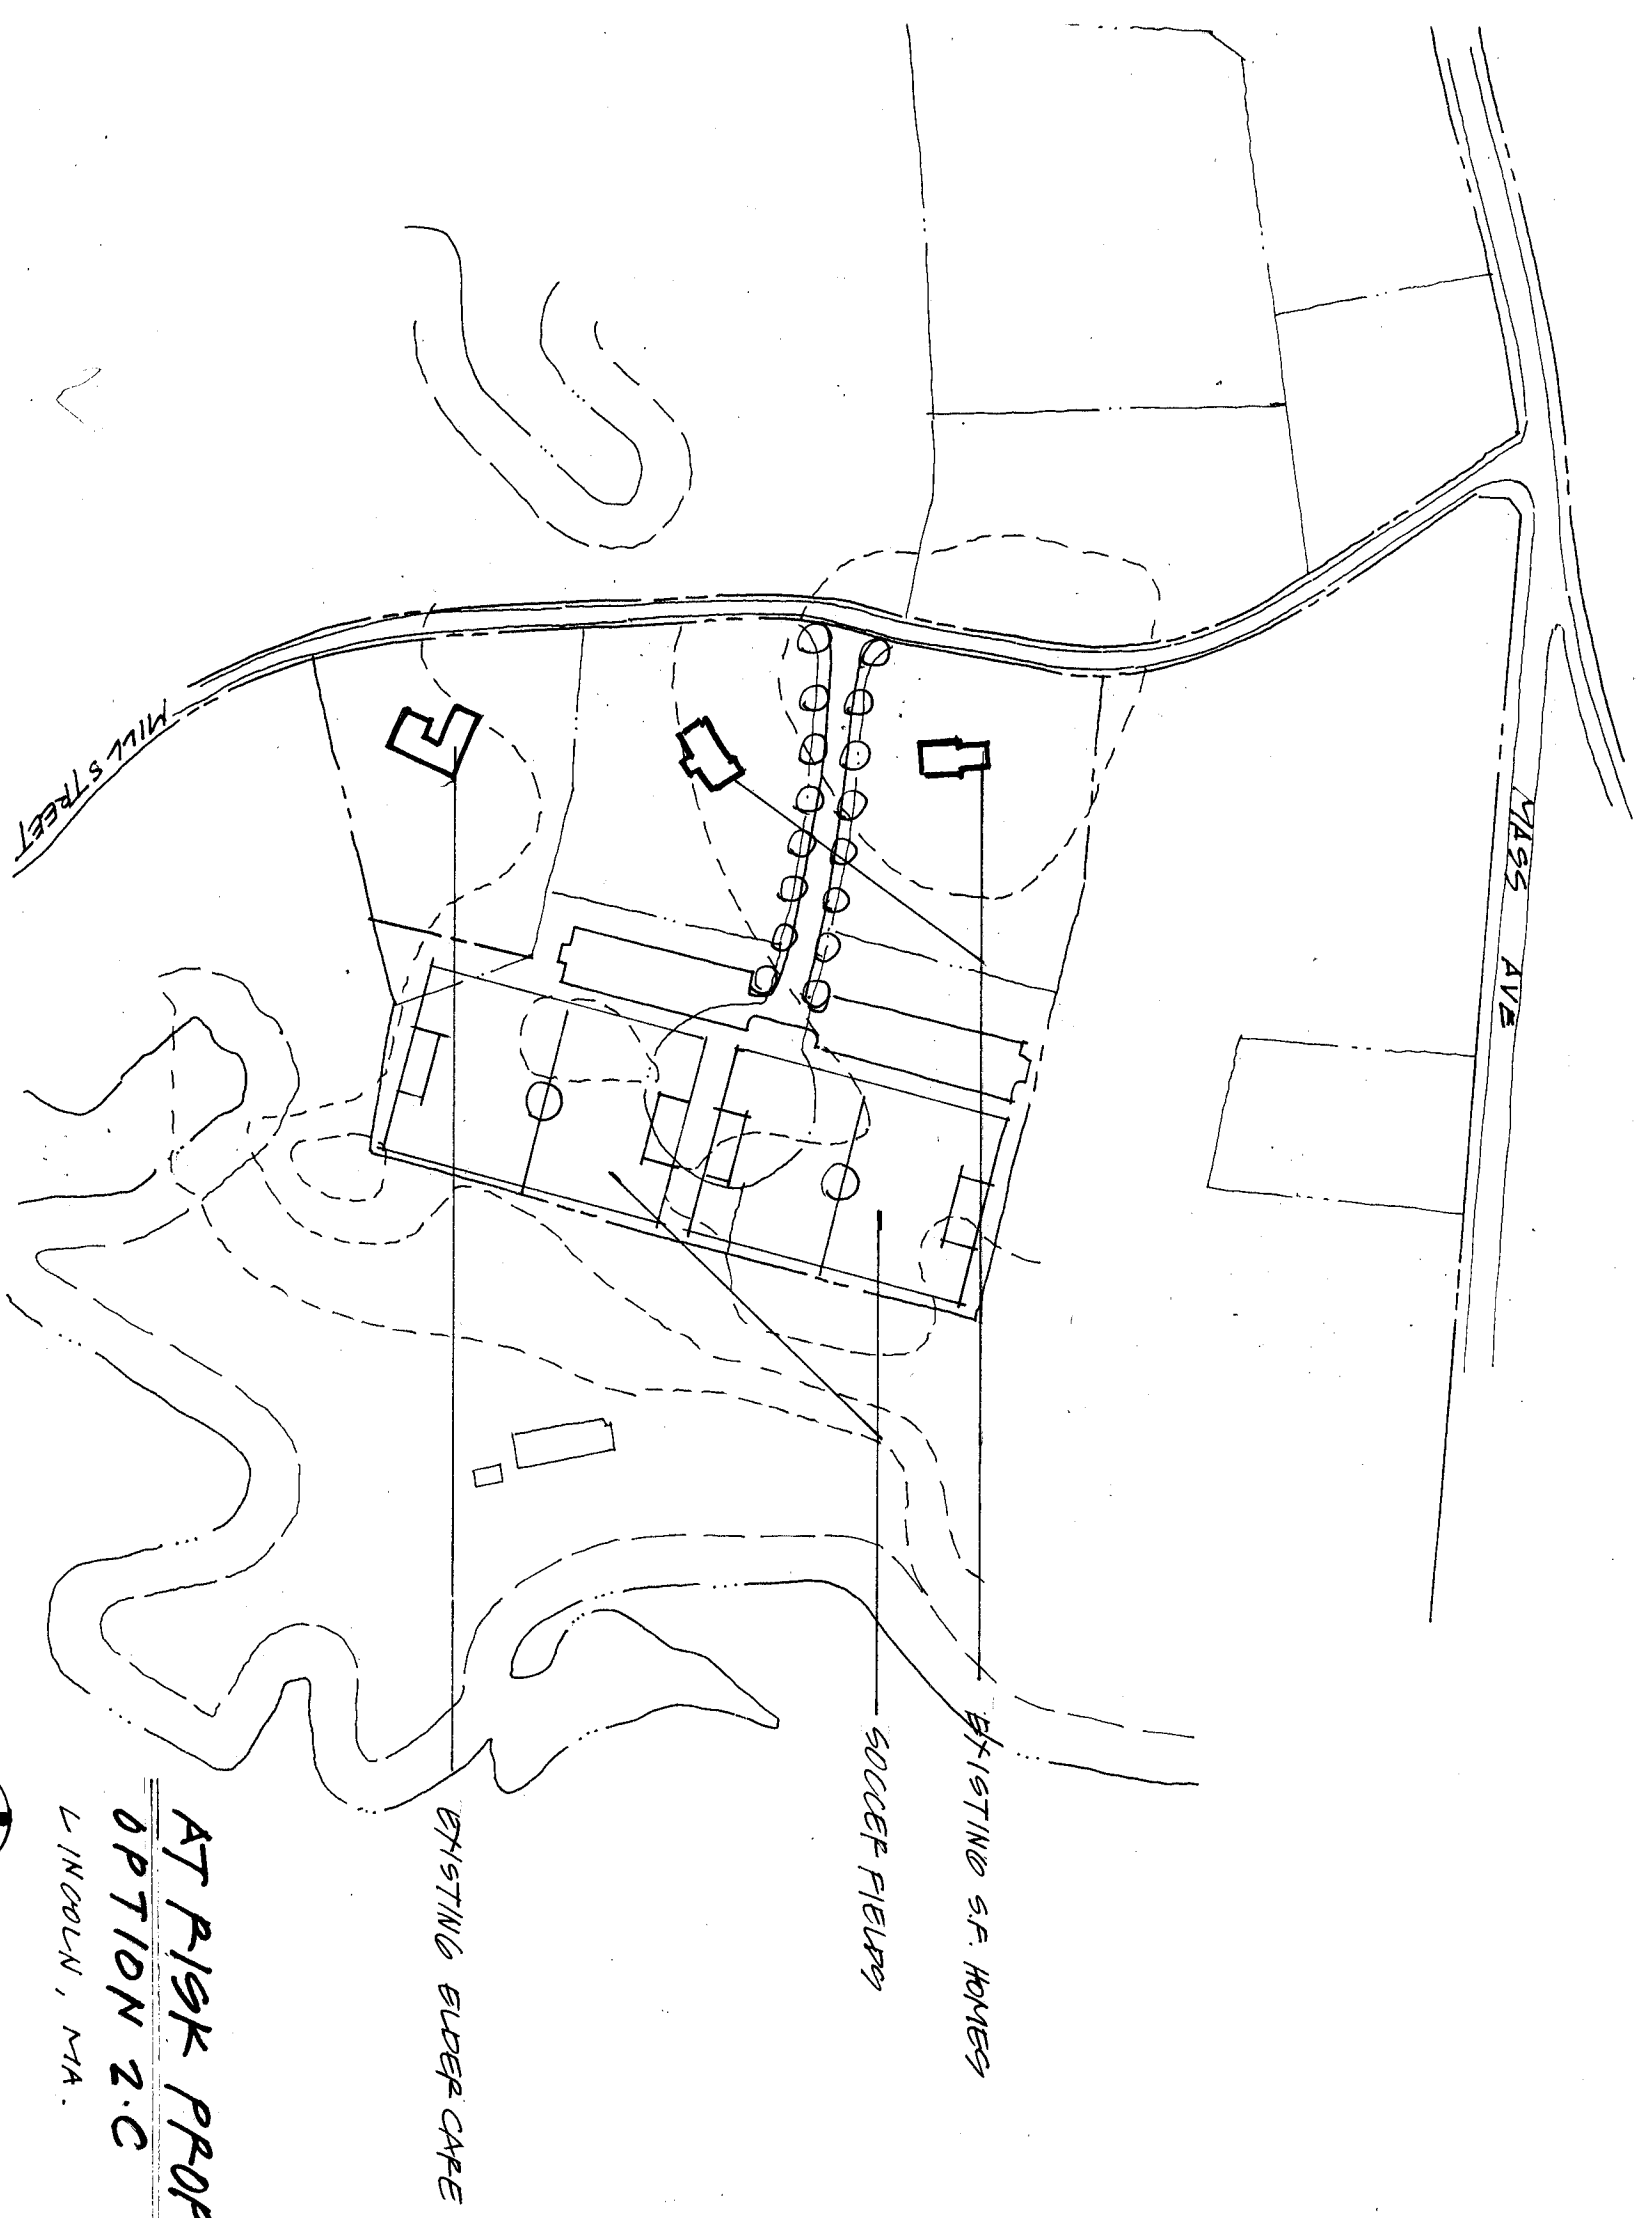 MASS AVE
MILL STREET
EXISTING S.F. HOMES
SOCCER FIELDS
EXISTING ELDER CARE
AT RISK PROP
OPTION 2.C
LINCOLN, MA.